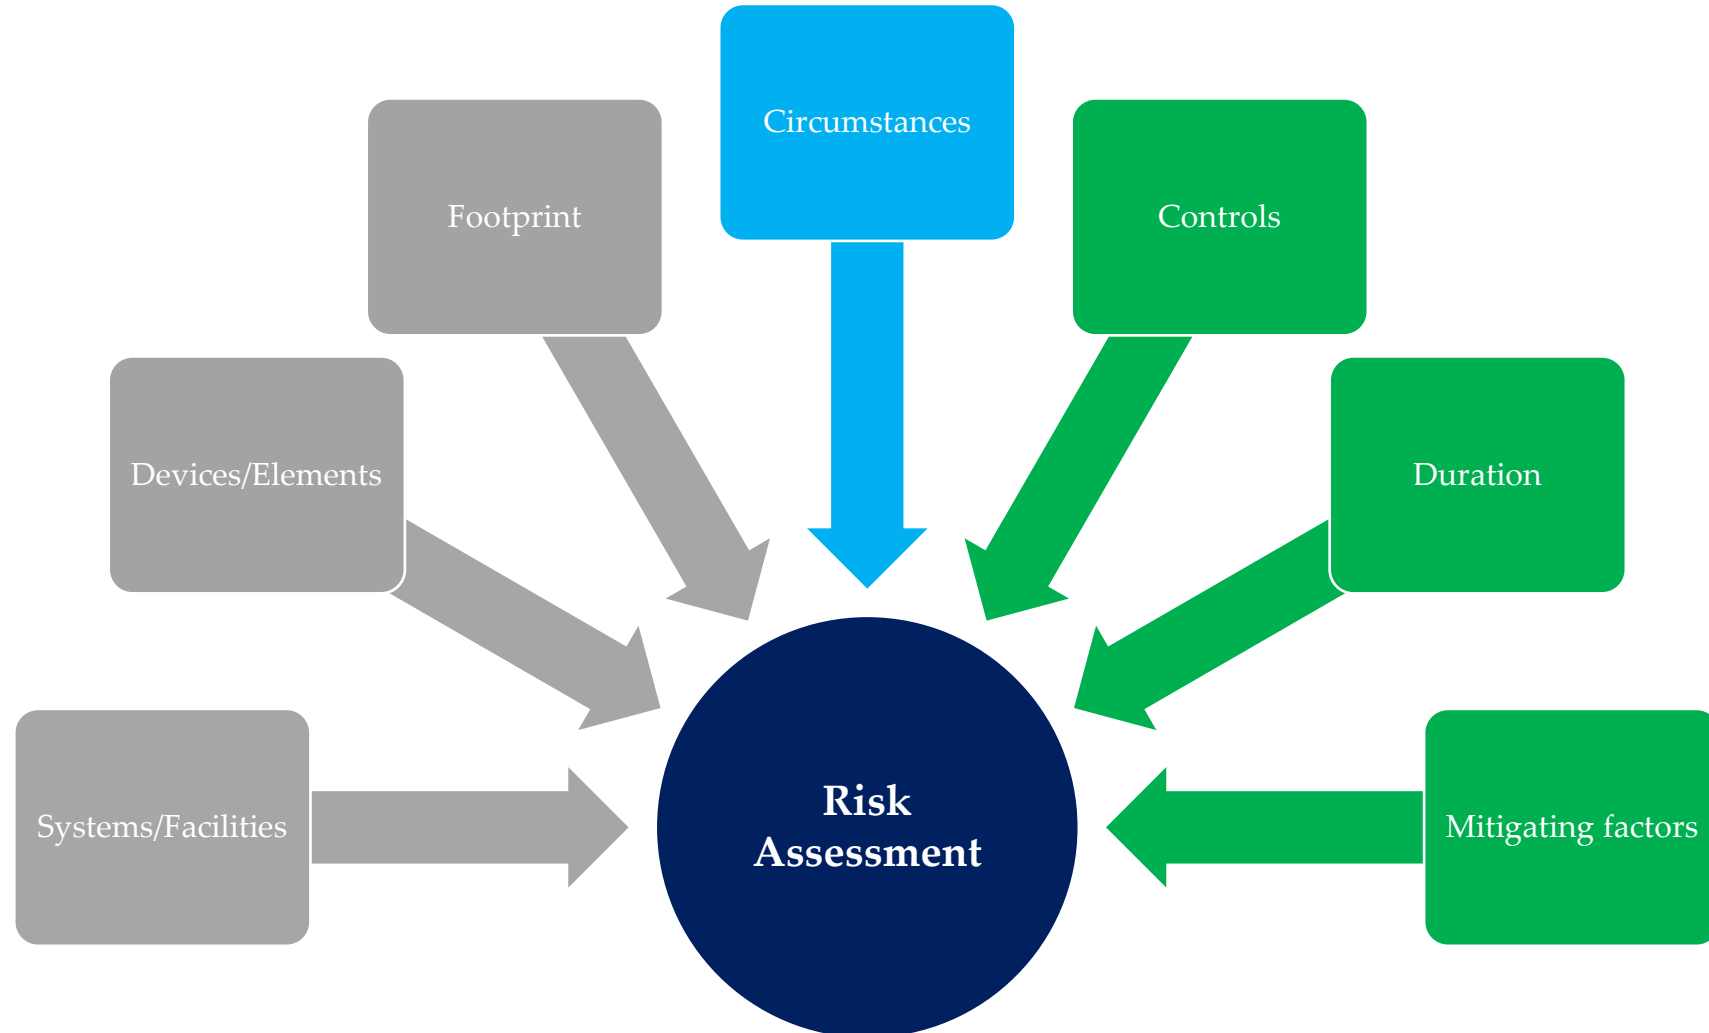 Circumstances
Footprint
Controls
Devices/Elements
Duration
Systems/Facilities
Risk
Assessment
Mitigating factors